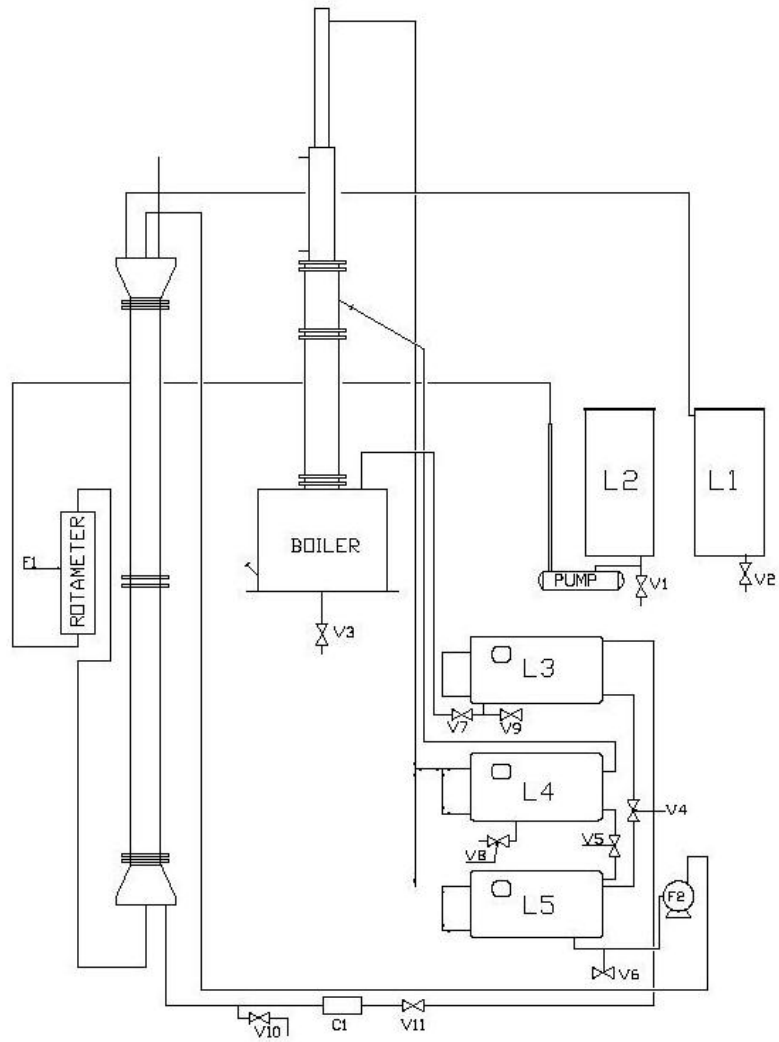 L2
L1
F1
ROTAMETER
BOILER
PUMP
V1
V2
V3
L3
V7
V9
L4
V4
V8
V5
L5
F2
V6
V10
C1
V11